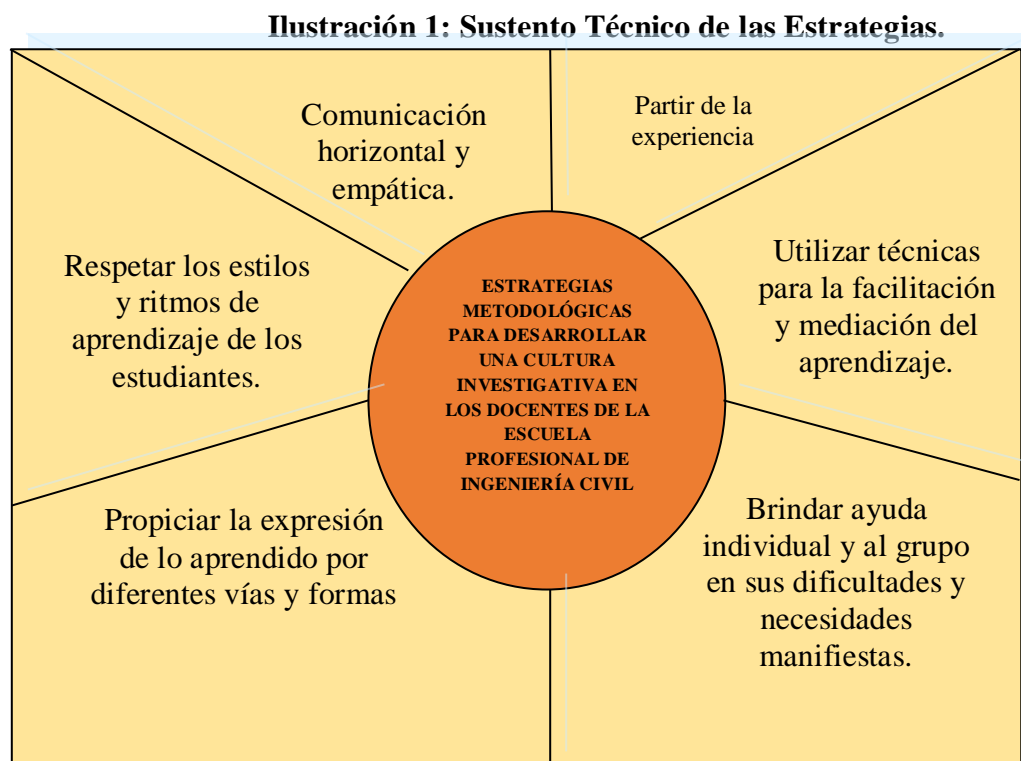 Ilustración 1: Sustento Técnico de las Estrategias.
Comunicación
horizontal y
empática.
Partir de la
experiencia
Respetar los estilos
y ritmos de
aprendizaje de los
estudiantes.
ESTRATEGIAS
METODOLÓGICAS
PARA DESARROLLAR
UNA CULTURA
INVESTIGATIVA EN
LOS DOCENTES DE LA
ESCUELA
PROFESIONAL DE
INGENIERÍA CIVIL
Utilizar técnicas
para la facilitación
y mediación del
aprendizaje.
Propiciar la expresión
de lo aprendido por
diferentes vías y formas
Brindar ayuda
individual y al grupo
en sus dificultades y
necesidades
manifiestas.